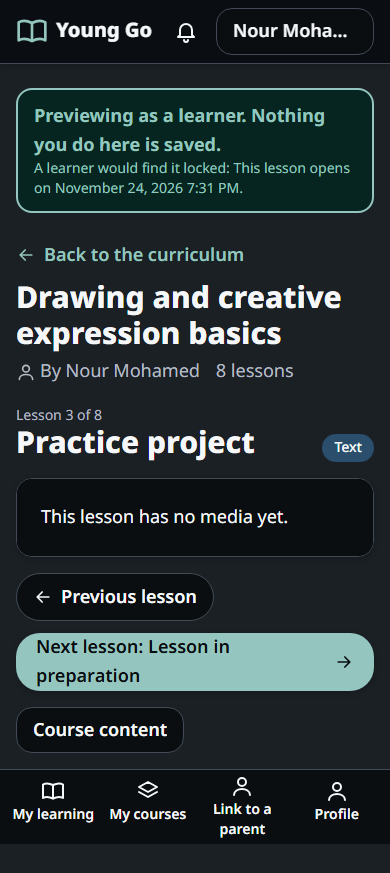 Young Go
Nour Moha...
Previewing as a learner. Nothing
you do here is saved.
A learner would find it locked: This lesson opens
on November 24, 2026 7:31 PM.
Back to the curriculum
Drawing and creative
expression basics
By Nour Mohamed 8 lessons
Lesson 3 of 8
Practice project
Text
This lesson has no media yet.
Previous lesson
Next lesson: Lesson in
preparation
Course content
My learning
My courses
Link to a
parent
Profile